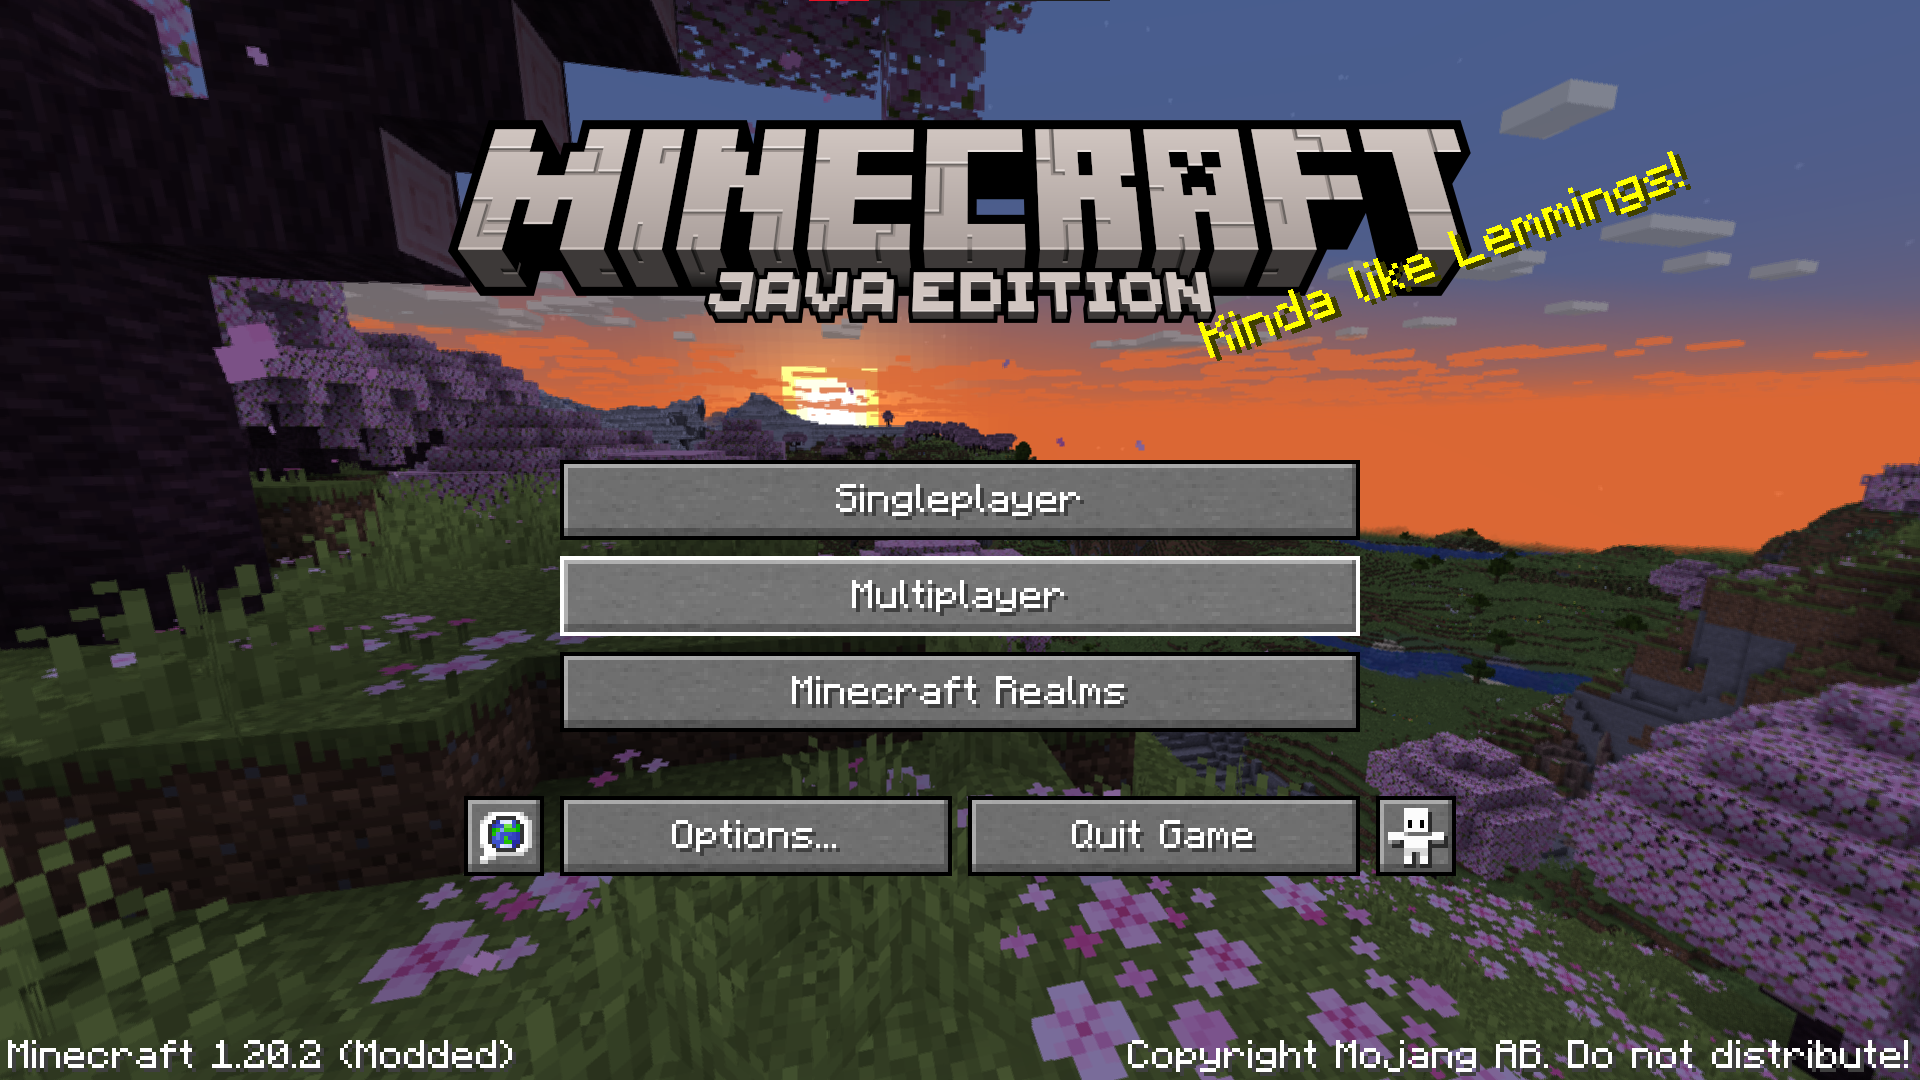 MINECRAFT
JAVA EDITION
Kinda like Lemmings!
Singleplayer
Multiplayer
Minecraft Realms
Options...
Quit Game
Minecraft 1.20.2 (Modded)
Copyright Mojang AB. Do not distribute!